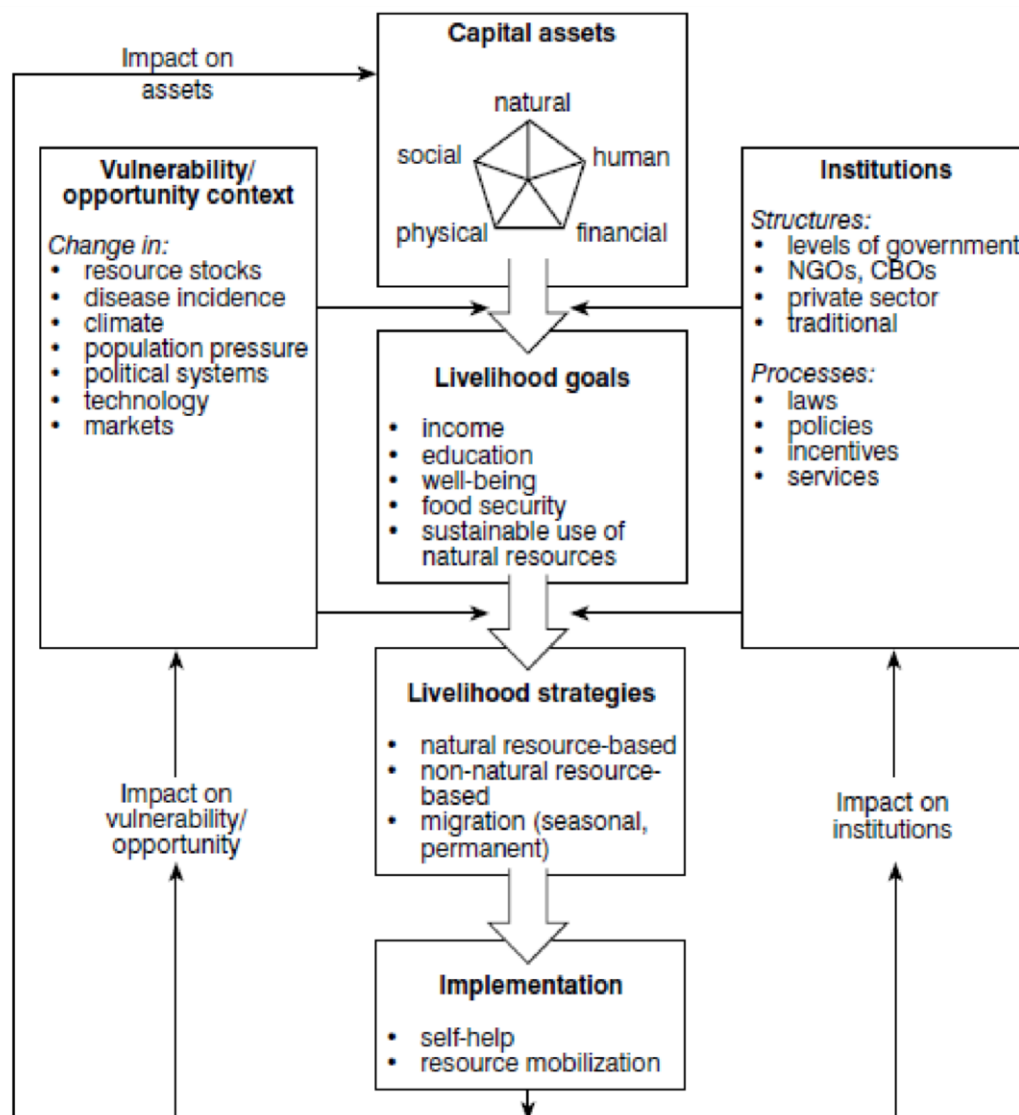 Capital assets
natural
social
human
physical
financial
Impact on
assets
Vulnerability/
opportunity context
Change in:
• resource stocks
• disease incidence
• climate
• population pressure
• political systems
• technology
• markets
Institutions
Structures:
• levels of government
• NGOs, CBOs
• private sector
• traditional
Processes:
• laws
• policies
• incentives
• services
Livelihood goals
• income
• education
• well-being
• food security
• sustainable use of
natural resources
Livelihood strategies
• natural resource-based
• non-natural resource-
based
• migration (seasonal,
permanent)
Impact on
vulnerability/
opportunity
Impact on
institutions
Implementation
• self-help
• resource mobilization